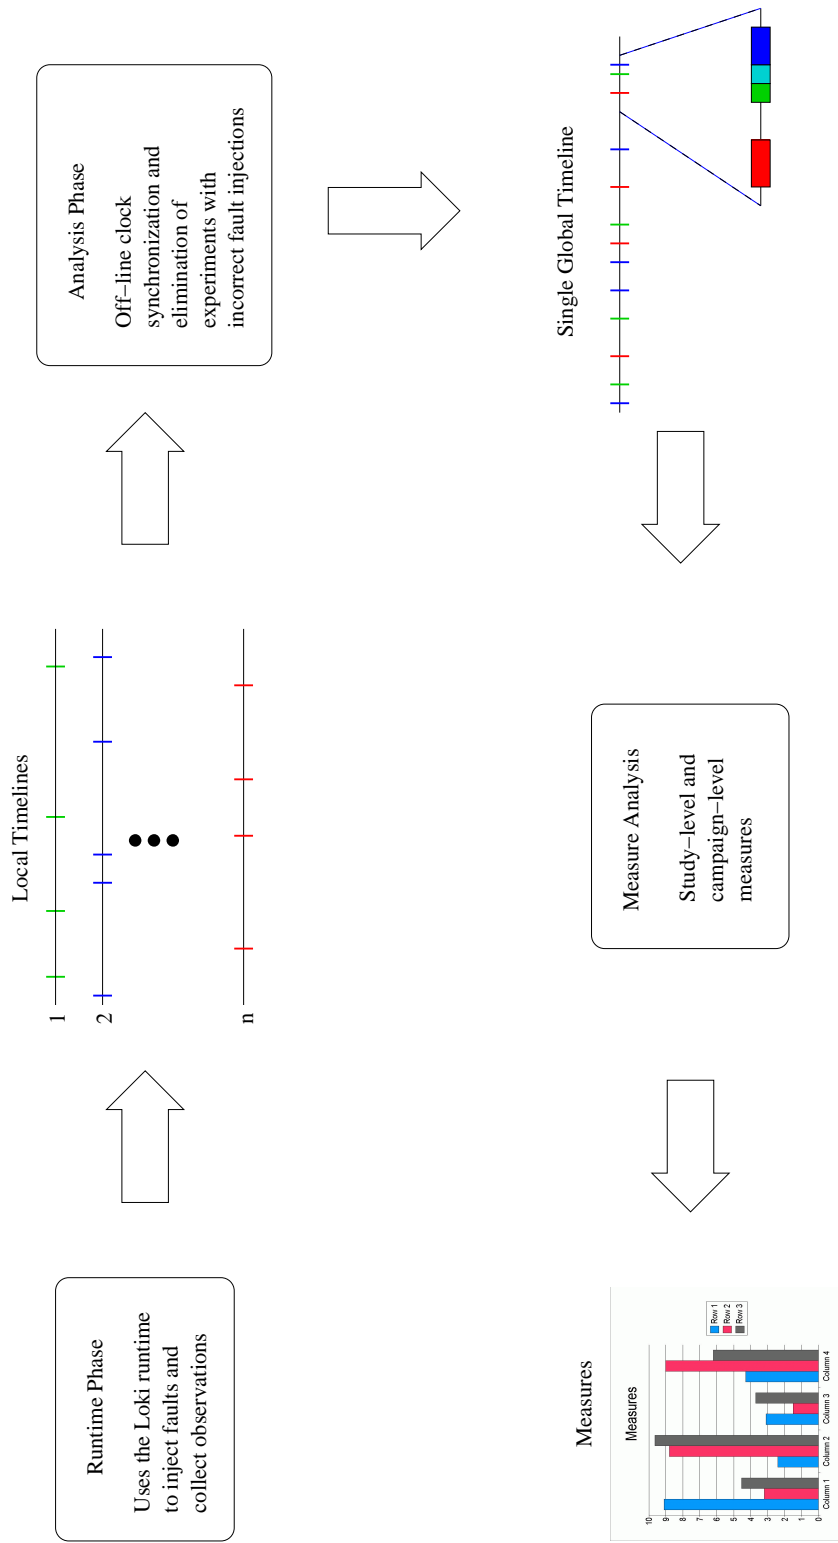 Runtime Phase
Uses the Loki runtime
to inject faults and
collect observations
Local Timelines
1
2
n
Analysis Phase
Off−line clock
synchronization and
elimination of
experiments with
incorrect fault injections
Single Global Timeline
Measure Analysis
Study−level and
campaign−level
measures
Measures
Measures
10
9
8
7
6
5
4
3
2
1
0
Column 1
Column 2
Column 3
Column 4
Row 1
Row 2
Row 3